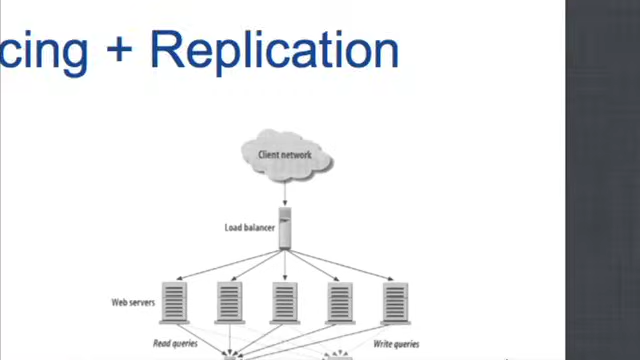 cing + Replication
Client network
Load balancer
Web servers
Read queries
Write queries